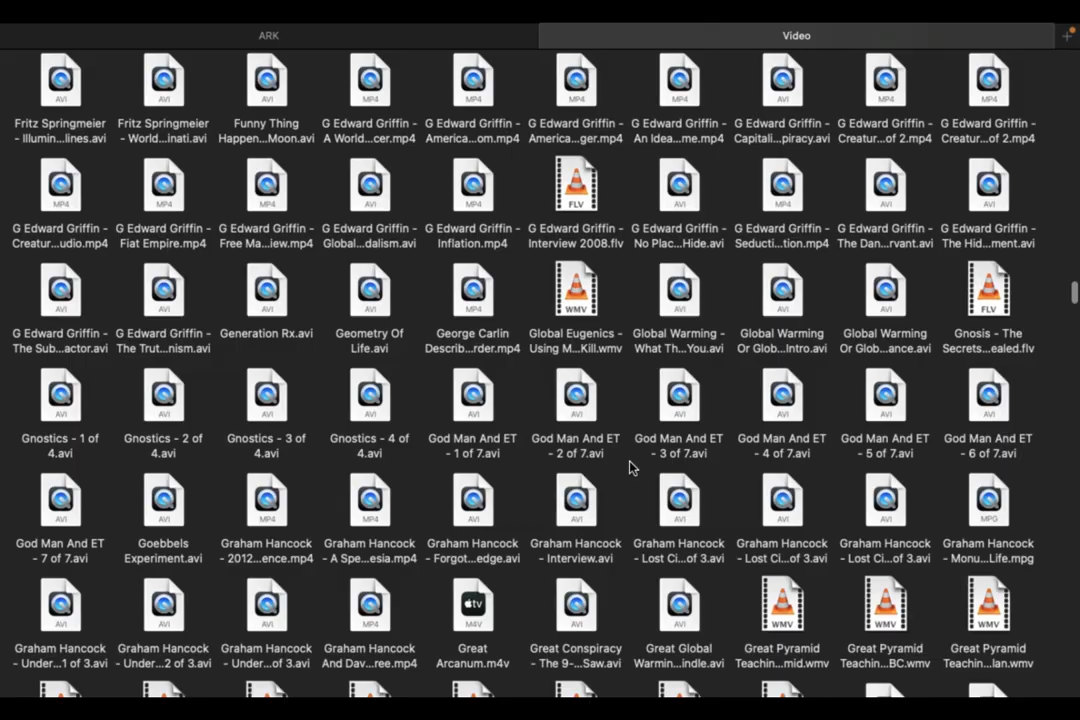 ARK
Video
AVI AVI AVI MP4 MP4 MP4 MP4 AVI MP4 MP4
Fritz Springmeier Fritz Springmeier Funny Thing G Edward Griffin - G Edward Griffin - G Edward Griffin - G Edward Griffin - G Edward Griffin - G Edward Griffin - G Edward Griffin -
- Illumin...lines.avi - World...inati.avi Happen...Moon.avi A World...cer.mp4 America...om.mp4 America...ger.mp4 An Idea...me.mp4 Capitali...piracy.avi Creatur...of 2.mp4 Creatur...of 2.mp4
MP4 MP4 MP4 AVI MP4 FLV AVI MP4 AVI AVI
G Edward Griffin - G Edward Griffin - G Edward Griffin - G Edward Griffin - G Edward Griffin - G Edward Griffin - G Edward Griffin - G Edward Griffin - G Edward Griffin - G Edward Griffin -
Creatur...udio.mp4 Fiat Empire.mp4 Free Ma...iew.mp4 Global...dalism.avi Inflation.mp4 Interview 2008.flv No Plac...Hide.avi Seducti...tion.mp4 The Dan...rvant.avi The Hid...ment.avi
AVI AVI AVI AVI MP4 WMV AVI AVI AVI FLV
G Edward Griffin - G Edward Griffin - Generation Rx.avi Geometry Of George Carlin Global Eugenics - Global Warming - Global Warming Global Warming Gnosis - The
The Sub...actor.avi The Trut...nism.avi Life.avi Describ...rder.mp4 Using M...Kill.wmv What Th...You.avi Or Glob...Intro.avi Or Glob...ance.avi Secrets...ealed.flv
AVI AVI AVI AVI AVI AVI AVI AVI AVI AVI
Gnostics - 1 of Gnostics - 2 of Gnostics - 3 of Gnostics - 4 of God Man And ET God Man And ET God Man And ET God Man And ET God Man And ET God Man And ET
4.avi 4.avi 4.avi 4.avi - 1 of 7.avi - 2 of 7.avi - 3 of 7.avi - 4 of 7.avi - 5 of 7.avi - 6 of 7.avi
AVI AVI MP4 MP4 AVI AVI AVI AVI AVI MPG
God Man And ET Goebbels Graham Hancock Graham Hancock Graham Hancock Graham Hancock Graham Hancock Graham Hancock Graham Hancock Graham Hancock
- 7 of 7.avi Experiment.avi - 2012...ence.mp4 - A Spe...esia.mp4 - Forgot...edge.avi - Interview.avi - Lost Ci...of 3.avi - Lost Ci...of 3.avi - Lost Ci...of 3.avi - Monu...Life.mpg
AVI AVI AVI MP4 tv M4V AVI AVI WMV WMV WMV
Graham Hancock Graham Hancock Graham Hancock Graham Hancock Great Great Conspiracy Great Global Great Pyramid Great Pyramid Great Pyramid
- Under...1 of 3.avi - Under...2 of 3.avi - Under...of 3.avi And Dav...ree.mp4 Arcanum.m4v - The 9-...Saw.avi Warmin...indle.avi Teachin...mid.wmv Teachin...BC.wmv Teachin...lan.wmv